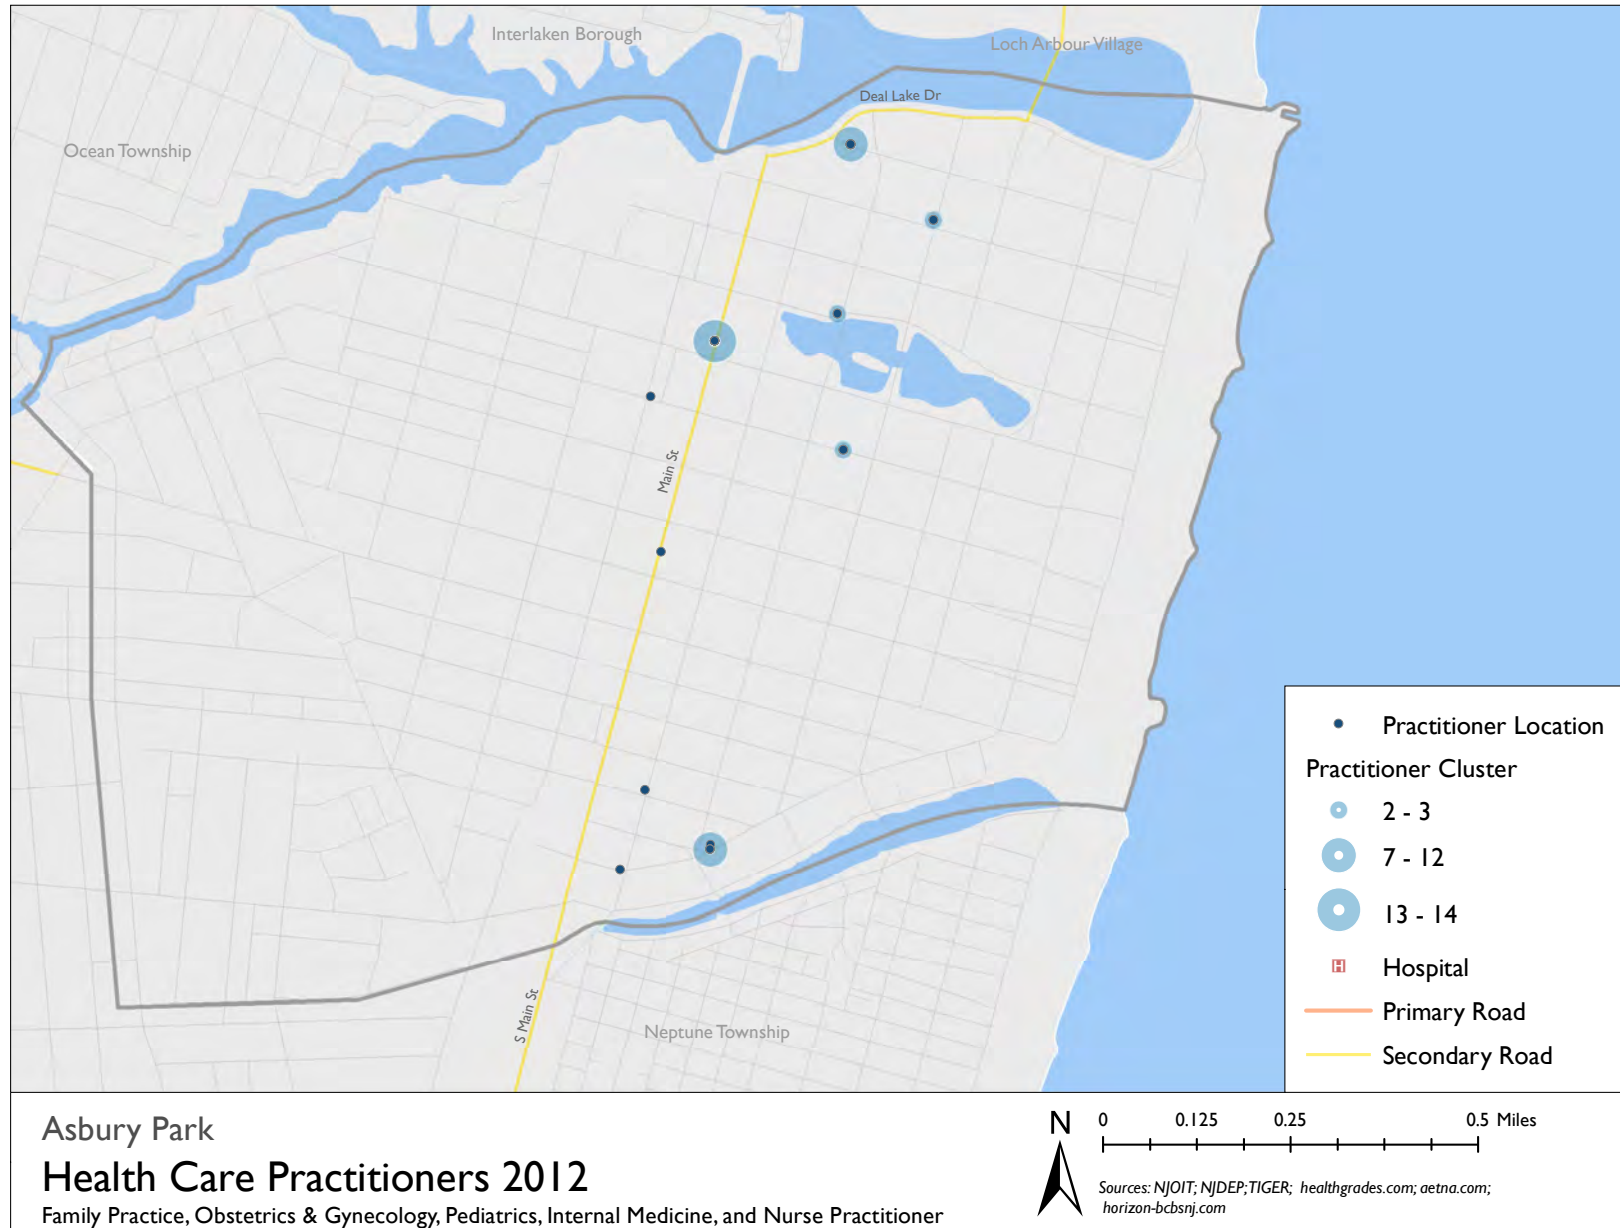 Interlaken Borough
Loch Arbour Village
Deal Lake Dr
Ocean Township
Main St
Practitioner Location
Practitioner Cluster
2 - 3
7 - 12
13 - 14
H Hospital
Primary Road
Secondary Road
S Main St
Neptune Township
Asbury Park
Health Care Practitioners 2012
Family Practice, Obstetrics & Gynecology, Pediatrics, Internal Medicine, and Nurse Practitioner
N
0 0.125 0.25 0.5 Miles
Sources: NJOIT; NJDEP;TIGER; healthgrades.com; aetna.com;
horizon-bcbsnj.com